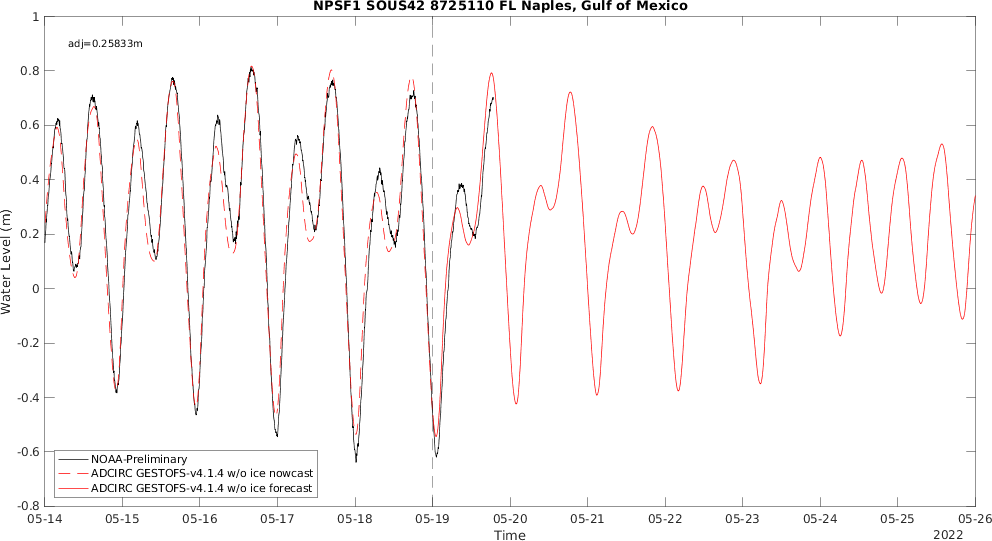 NPSF1 SOUS42 8725110 FL Naples, Gulf of Mexico
adj=0.25833m
1
0.8
0.6
0.4
0.2
0
-0.2
-0.4
-0.6
-0.8
Water Level (m)
NOAA-Preliminary
ADCIRC GESTOFS-v4.1.4 w/o ice nowcast
ADCIRC GESTOFS-v4.1.4 w/o ice forecast
05-14 05-15 05-16 05-17 05-18 05-19 05-20 05-21 05-22 05-23 05-24 05-25 05-26
Time
2022